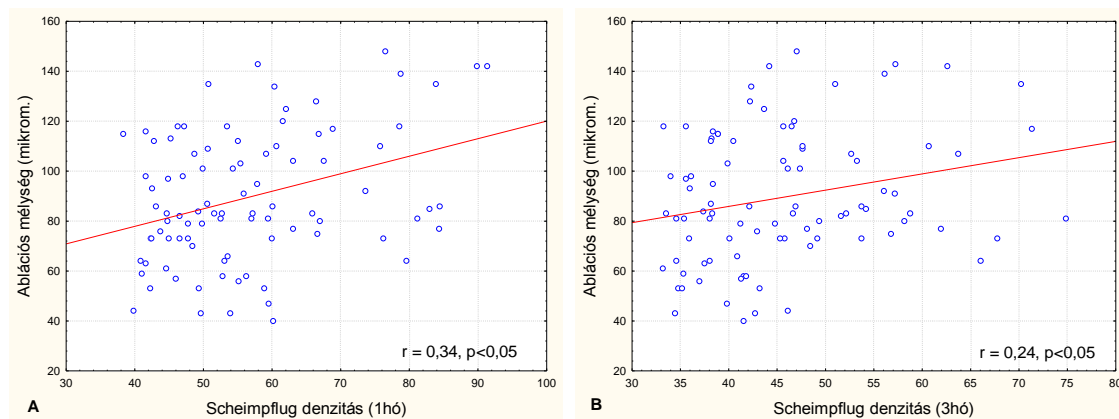 160
140
120
100
80
60
40
20
0
Ablációs mélység (mikrom.)
30 40 50 60 70 80 90 100
Scheimpflug denzitás (1hó)
r = 0,34, p<0,05
A
160
140
120
100
80
60
40
20
0
Ablációs mélység (mikrom.)
30 35 40 45 50 55 60 65 70 75 80
Scheimpflug denzitás (3hó)
r = 0,24, p<0,05
B